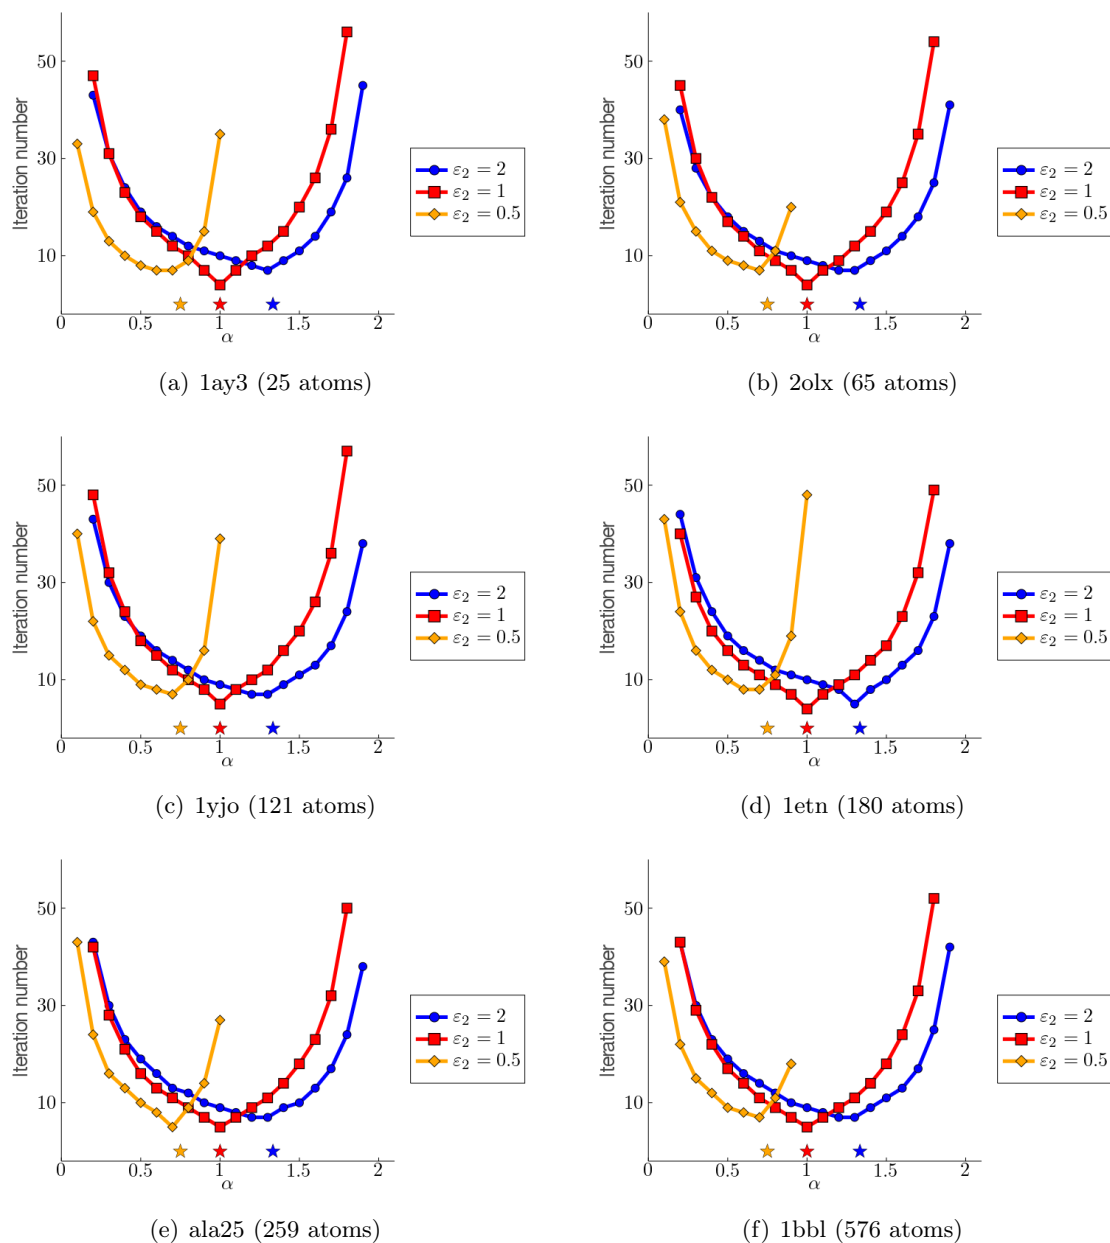 Iteration number
50
30
10
0
0.5
1
1.5
2
α
ε₂ = 2
ε₂ = 1
ε₂ = 0.5
(a) 1ay3 (25 atoms)
Iteration number
50
30
10
0
0.5
1
1.5
2
α
ε₂ = 2
ε₂ = 1
ε₂ = 0.5
(b) 2olx (65 atoms)
Iteration number
50
30
10
0
0.5
1
1.5
2
α
ε₂ = 2
ε₂ = 1
ε₂ = 0.5
(c) 1yjo (121 atoms)
Iteration number
50
30
10
0
0.5
1
1.5
2
α
ε₂ = 2
ε₂ = 1
ε₂ = 0.5
(d) 1etn (180 atoms)
Iteration number
50
30
10
0
0.5
1
1.5
2
α
ε₂ = 2
ε₂ = 1
ε₂ = 0.5
(e) ala25 (259 atoms)
Iteration number
50
30
10
0
0.5
1
1.5
2
α
ε₂ = 2
ε₂ = 1
ε₂ = 0.5
(f) 1bbl (576 atoms)